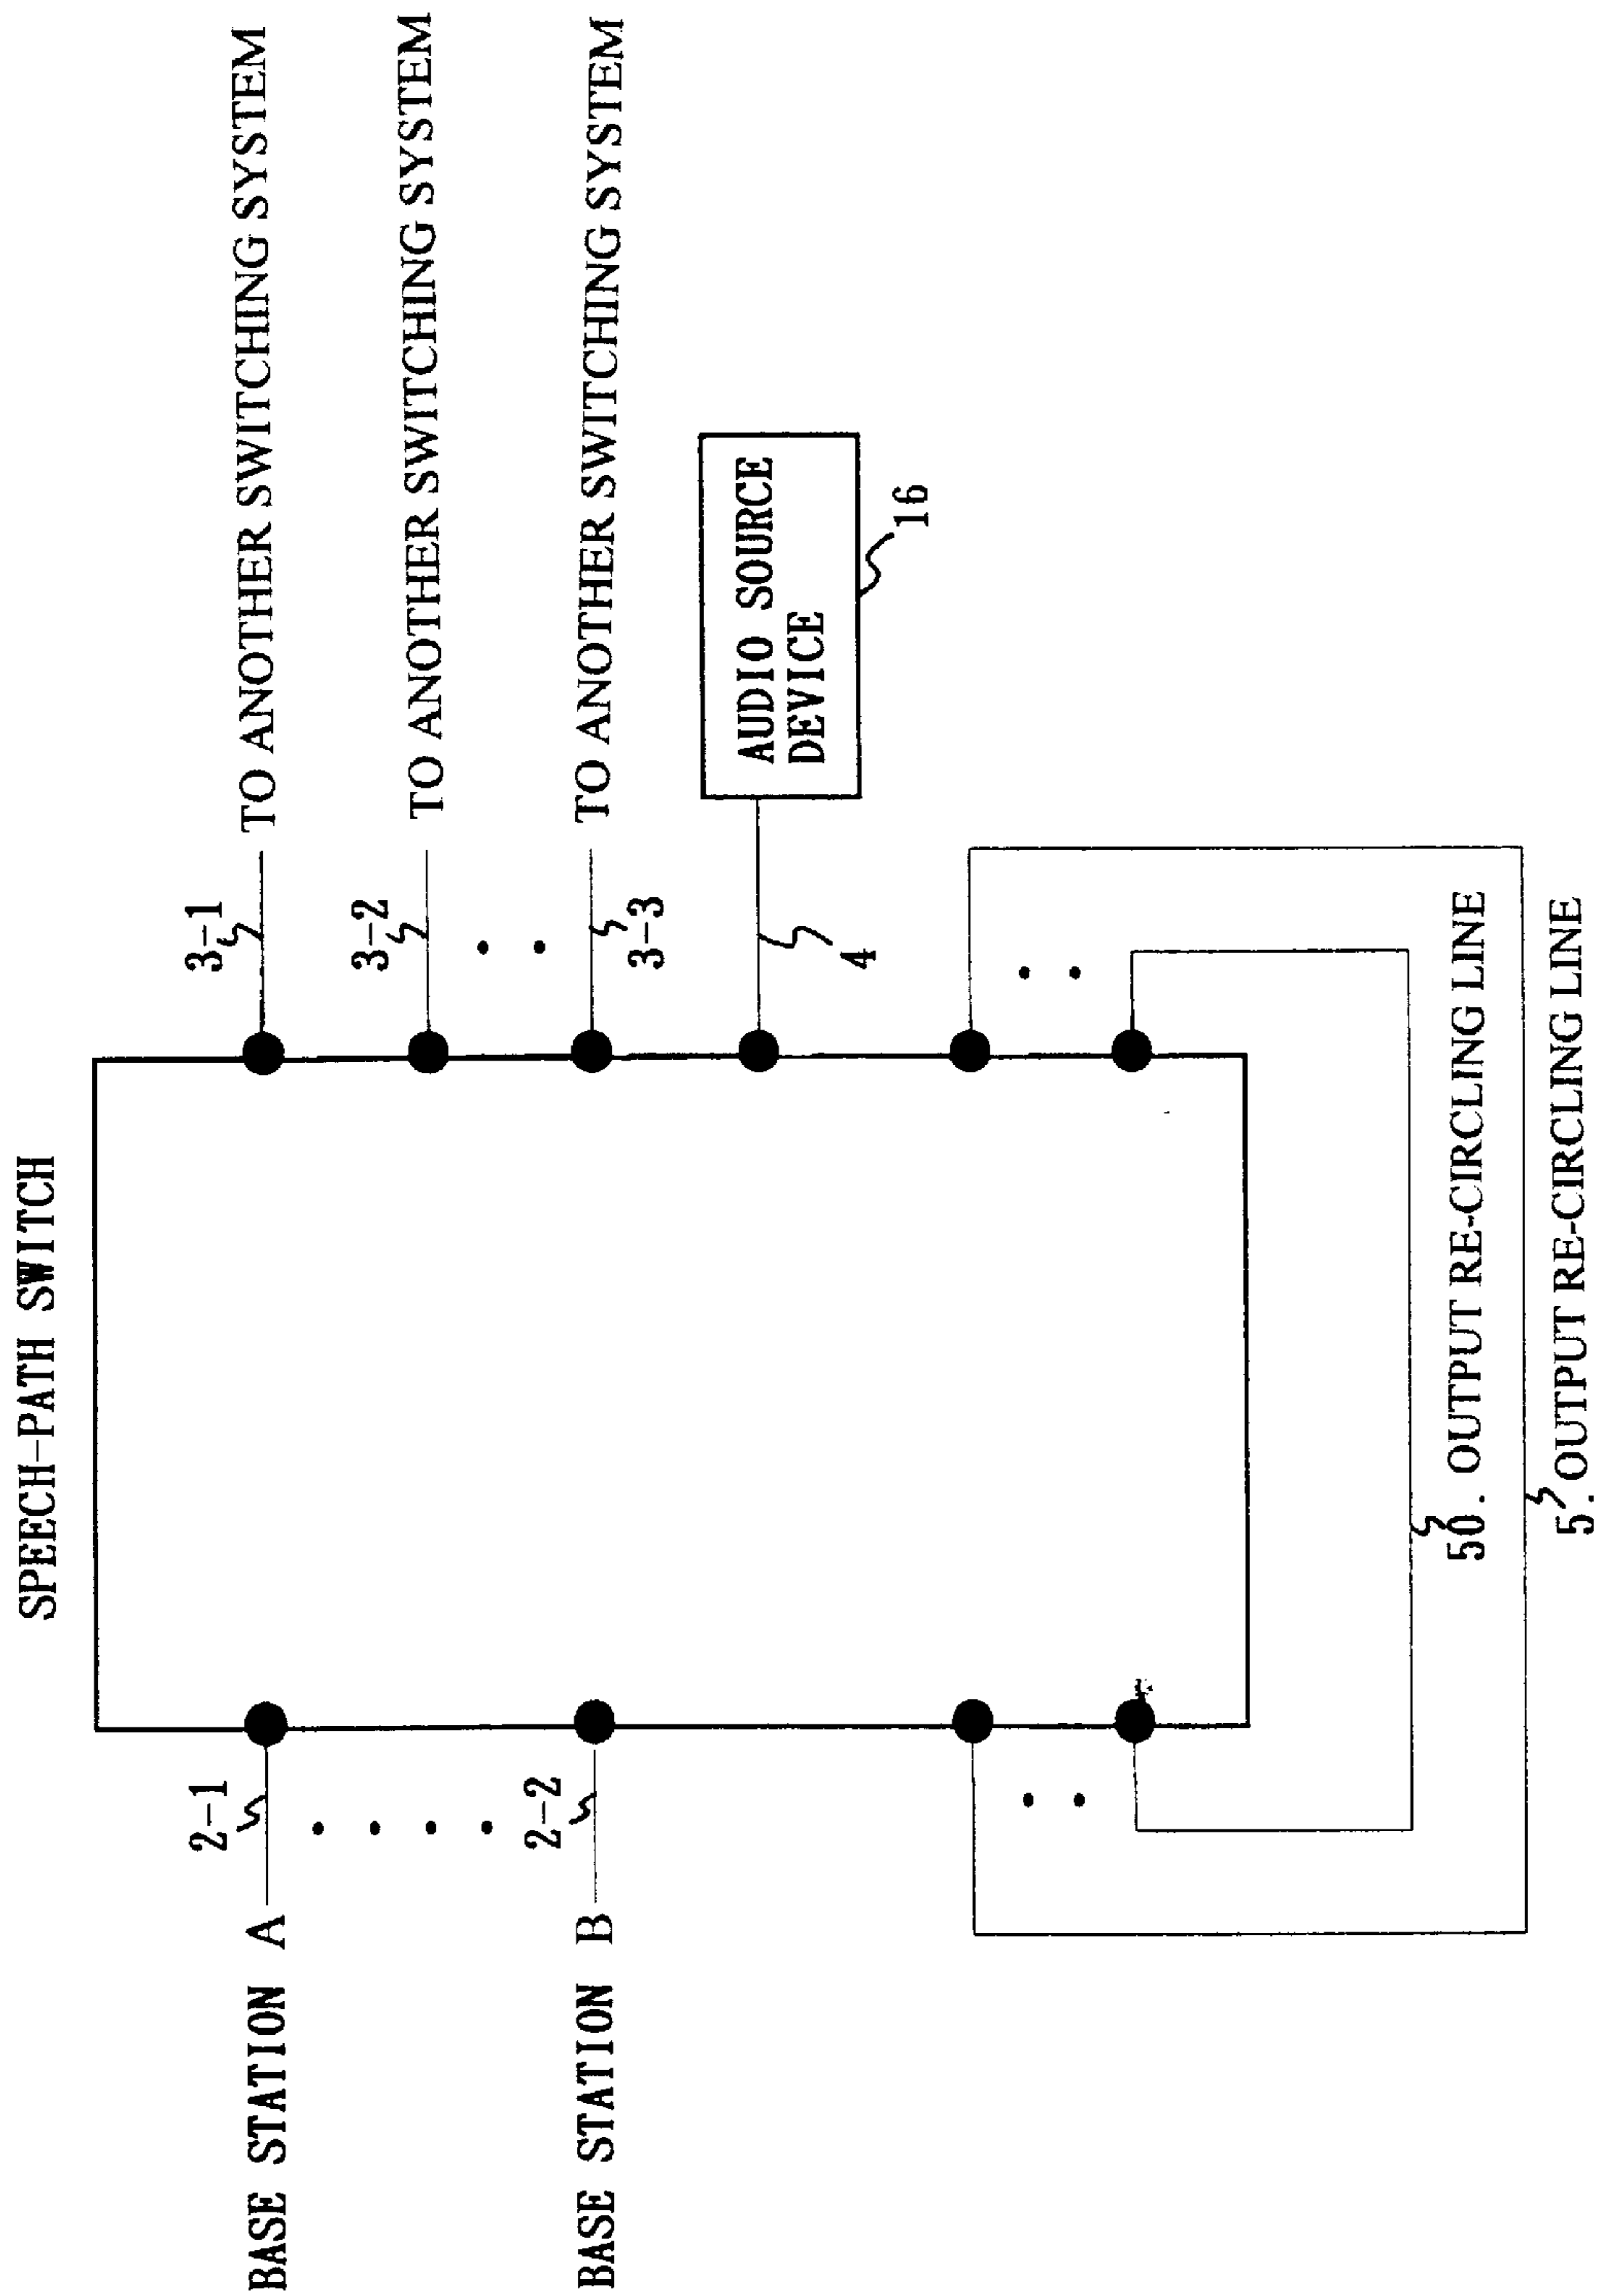 SPEECH-PATH SWITCH
BASE STATION A
2-1
3-1
TO ANOTHER SWITCHING SYSTEM
3-2
TO ANOTHER SWITCHING SYSTEM
BASE STATION B
2-2
3-3
TO ANOTHER SWITCHING SYSTEM
4
AUDIO SOURCE
DEVICE
16
50. OUTPUT RE-CIRCLING LINE
5. OUTPUT RE-CIRCLING LINE